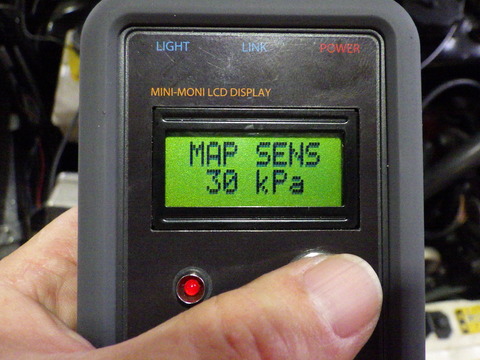 LIGHT LINK POWER
MINI-MONI LCD DISPLAY
MAP SENS
30 kPa